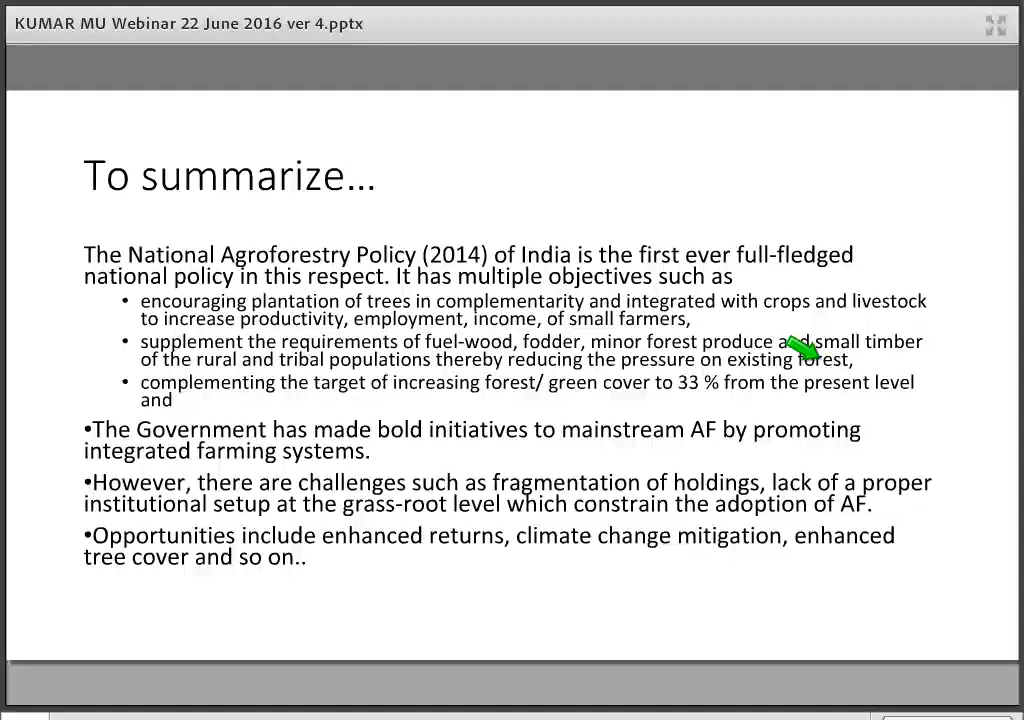 KUMAR MU Webinar 22 June 2016 ver 4.pptx
To summarize...
The National Agroforestry Policy (2014) of India is the first ever full-fledged
national policy in this respect. It has multiple objectives such as
• encouraging plantation of trees in complementarity and integrated with crops and livestock
to increase productivity, employment, income, of small farmers,
• supplement the requirements of fuel-wood, fodder, minor forest produce and small timber
of the rural and tribal populations thereby reducing the pressure on existing forest,
• complementing the target of increasing forest/ green cover to 33 % from the present level
and
•The Government has made bold initiatives to mainstream AF by promoting
integrated farming systems.
•However, there are challenges such as fragmentation of holdings, lack of a proper
institutional setup at the grass-root level which constrain the adoption of AF.
•Opportunities include enhanced returns, climate change mitigation, enhanced
tree cover and so on..